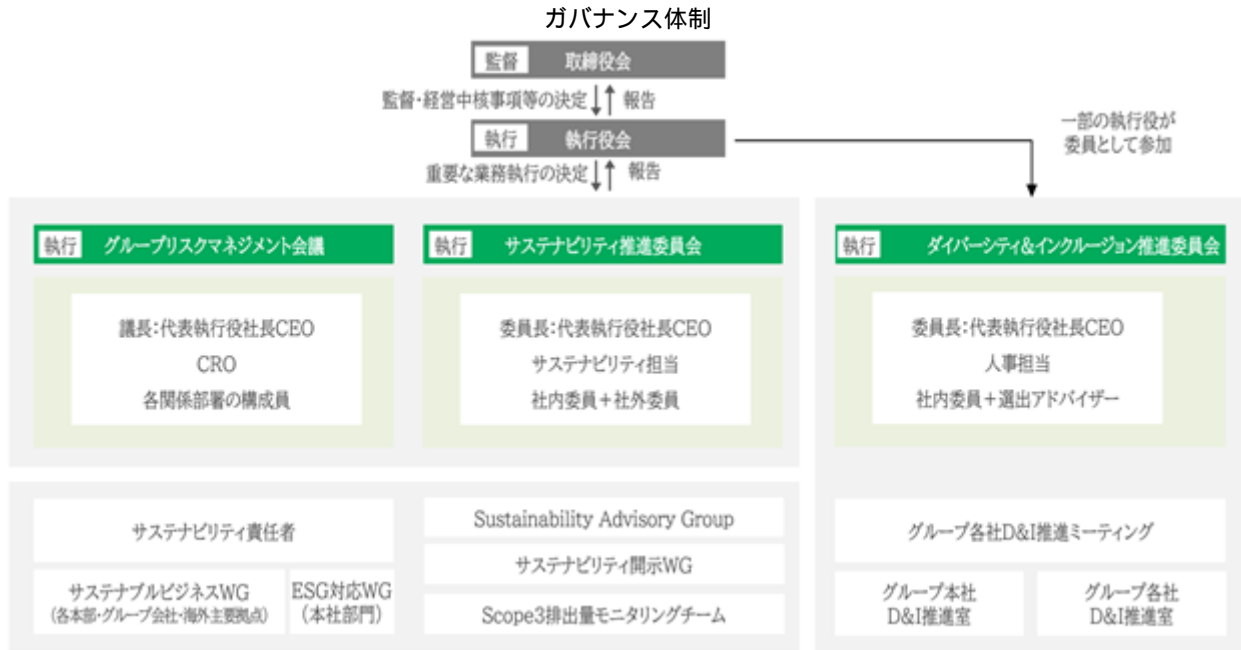 ガバナンス体制
監督 取締役会
監督・経営中核事項等の決定 報告
執行 執行役会
重要な業務執行の決定 報告
一部の執行役が
委員として参加
執行 グループリスクマネジメント会議
議長:代表執行役社長CEO
CRO
各関係部署の構成員
執行 サステナビリティ推進委員会
委員長:代表執行役社長CEO
サステナビリティ担当
社内委員+社外委員
執行 ダイバーシティ&インクルージョン推進委員会
委員長:代表執行役社長CEO
人事担当
社内委員+選出アドバイザー
サステナビリティ責任者
サステナブルビジネスWG
(各本部・グループ会社・海外主要拠点)
ESG対応WG
(本社部門)
Sustainability Advisory Group
サステナビリティ開示WG
Scope3排出量モニタリングチーム
グループ各社D&I推進ミーティング
グループ本社
D&I推進室
グループ各社
D&I推進室